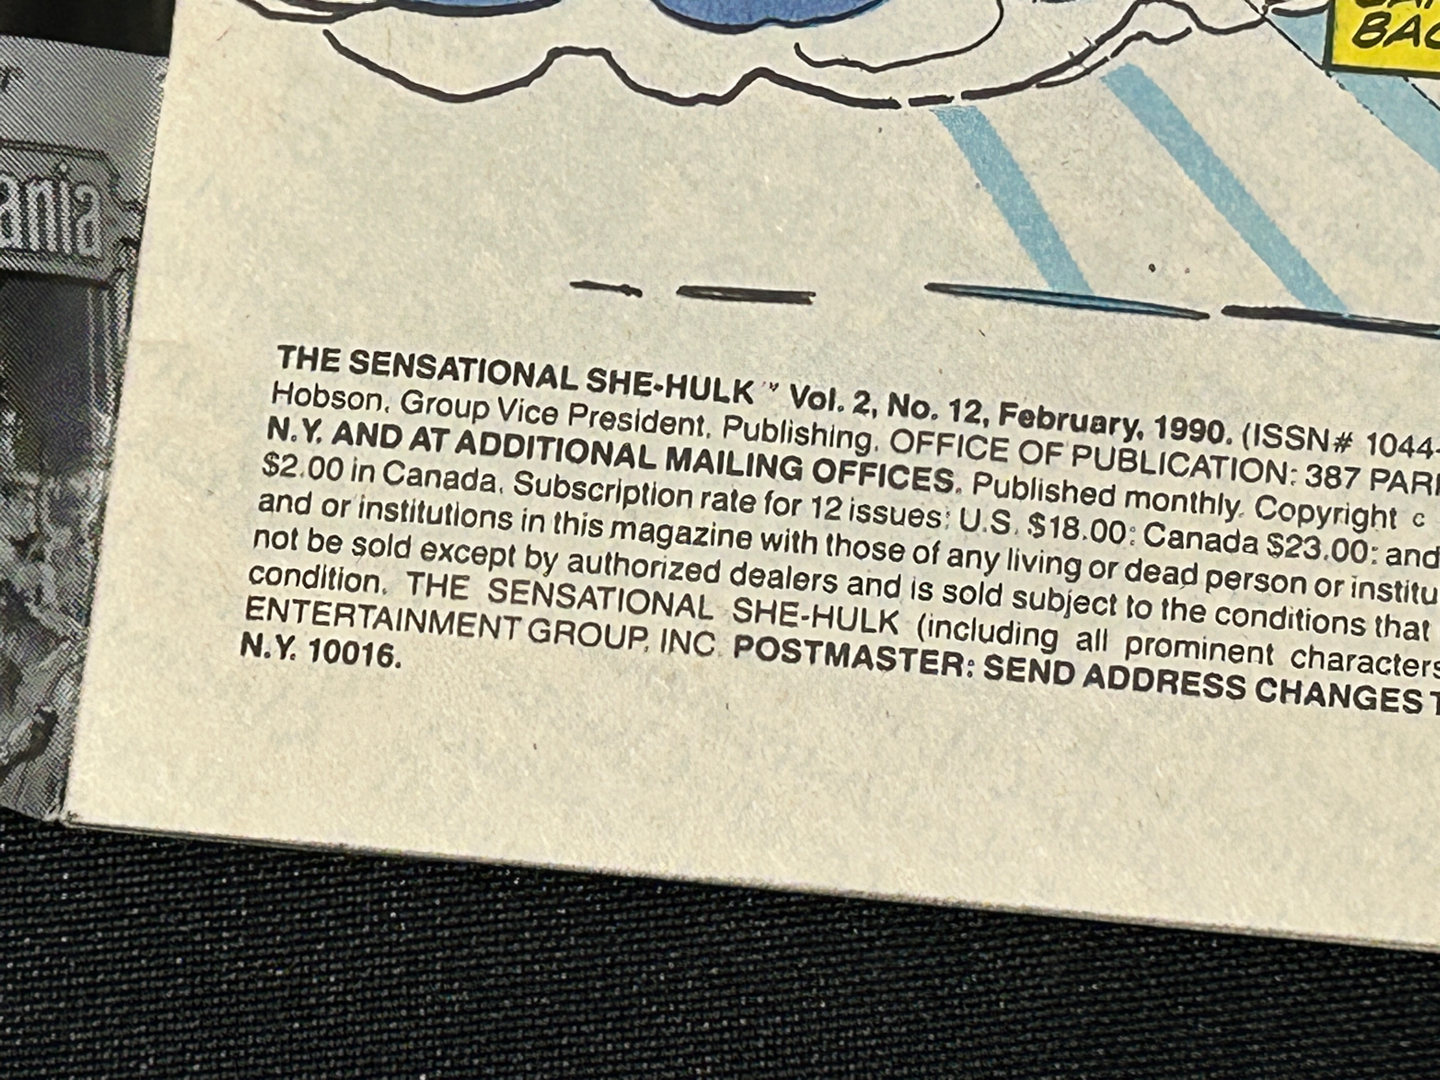 ania
BAC
THE SENSATIONAL SHE-HULK™ Vol. 2, No. 12, February, 1990. (ISSN# 1044-
Hobson, Group Vice President, Publishing. OFFICE OF PUBLICATION: 387 PAR
N.Y. AND AT ADDITIONAL MAILING OFFICES. Published monthly. Copyright c
$2.00 in Canada. Subscription rate for 12 issues: U.S. $18.00: Canada $23.00: and
and or institutions in this magazine with those of any living or dead person or institu
not be sold except by authorized dealers and is sold subject to the conditions that
condition. THE SENSATIONAL SHE-HULK (including all prominent characters
ENTERTAINMENT GROUP, INC. POSTMASTER: SEND ADDRESS CHANGES T
N.Y. 10016.